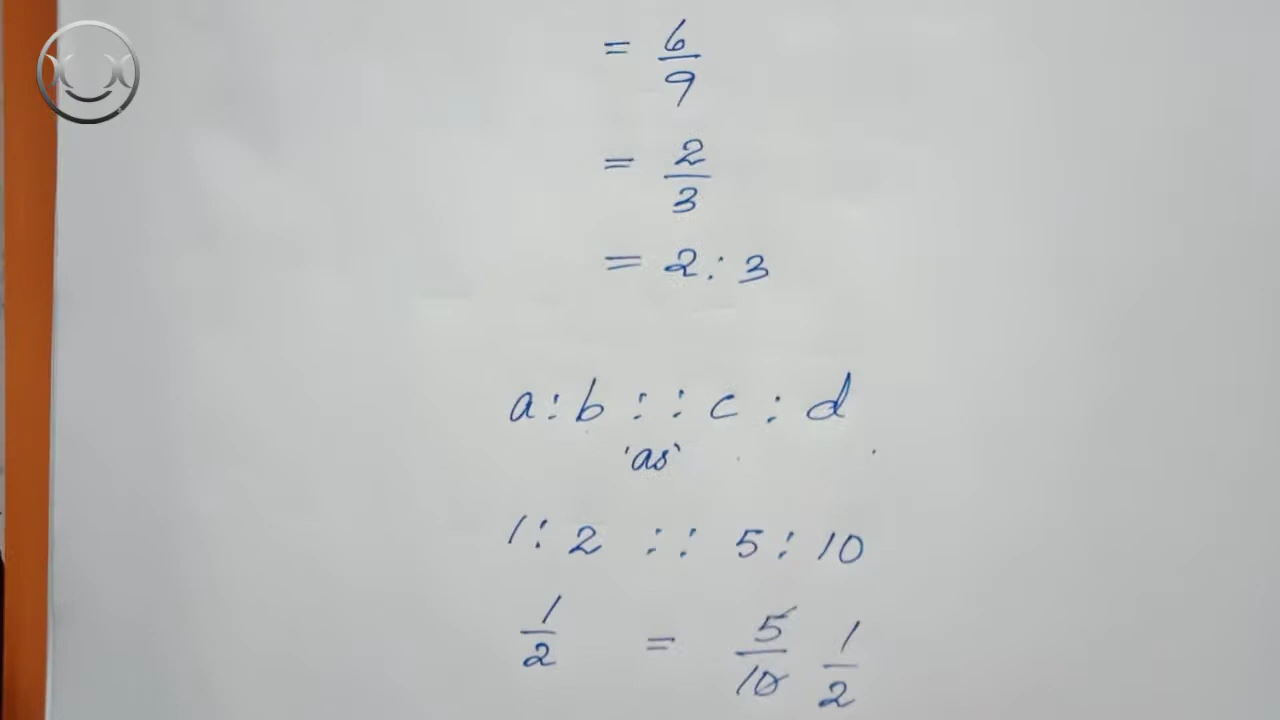 = 6/9
= 2/3
= 2 : 3
a : b : : c : d
'as'
1 : 2 : : 5 : 10
1/2 = 5/10 1/2